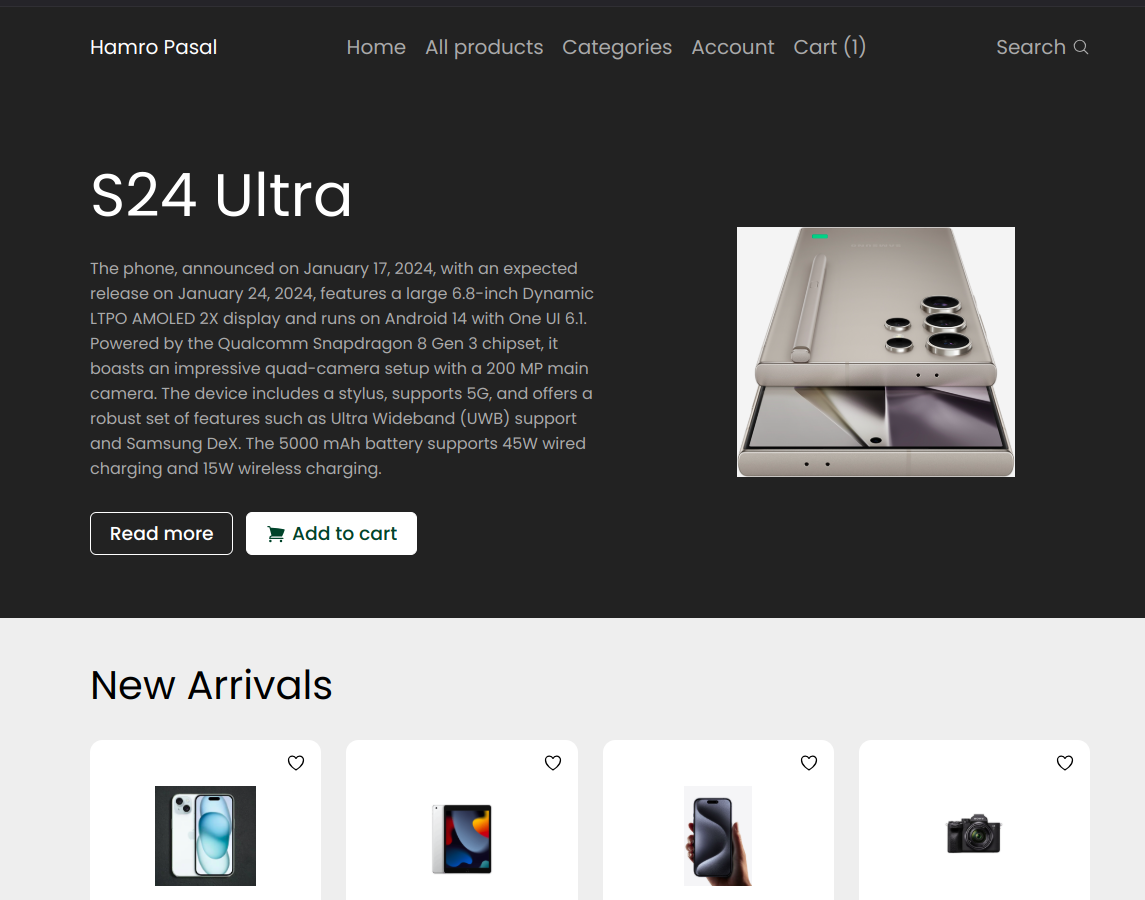 Hamro Pasal
Home All products Categories Account Cart (1)
Search
S24 Ultra
The phone, announced on January 17, 2024, with an expected
release on January 24, 2024, features a large 6.8-inch Dynamic
LTPO AMOLED 2X display and runs on Android 14 with One UI 6.1.
Powered by the Qualcomm Snapdragon 8 Gen 3 chipset, it
boasts an impressive quad-camera setup with a 200 MP main
camera. The device includes a stylus, supports 5G, and offers a
robust set of features such as Ultra Wideband (UWB) support
and Samsung DeX. The 5000 mAh battery supports 45W wired
charging and 15W wireless charging.
Read more
Add to cart
New Arrivals